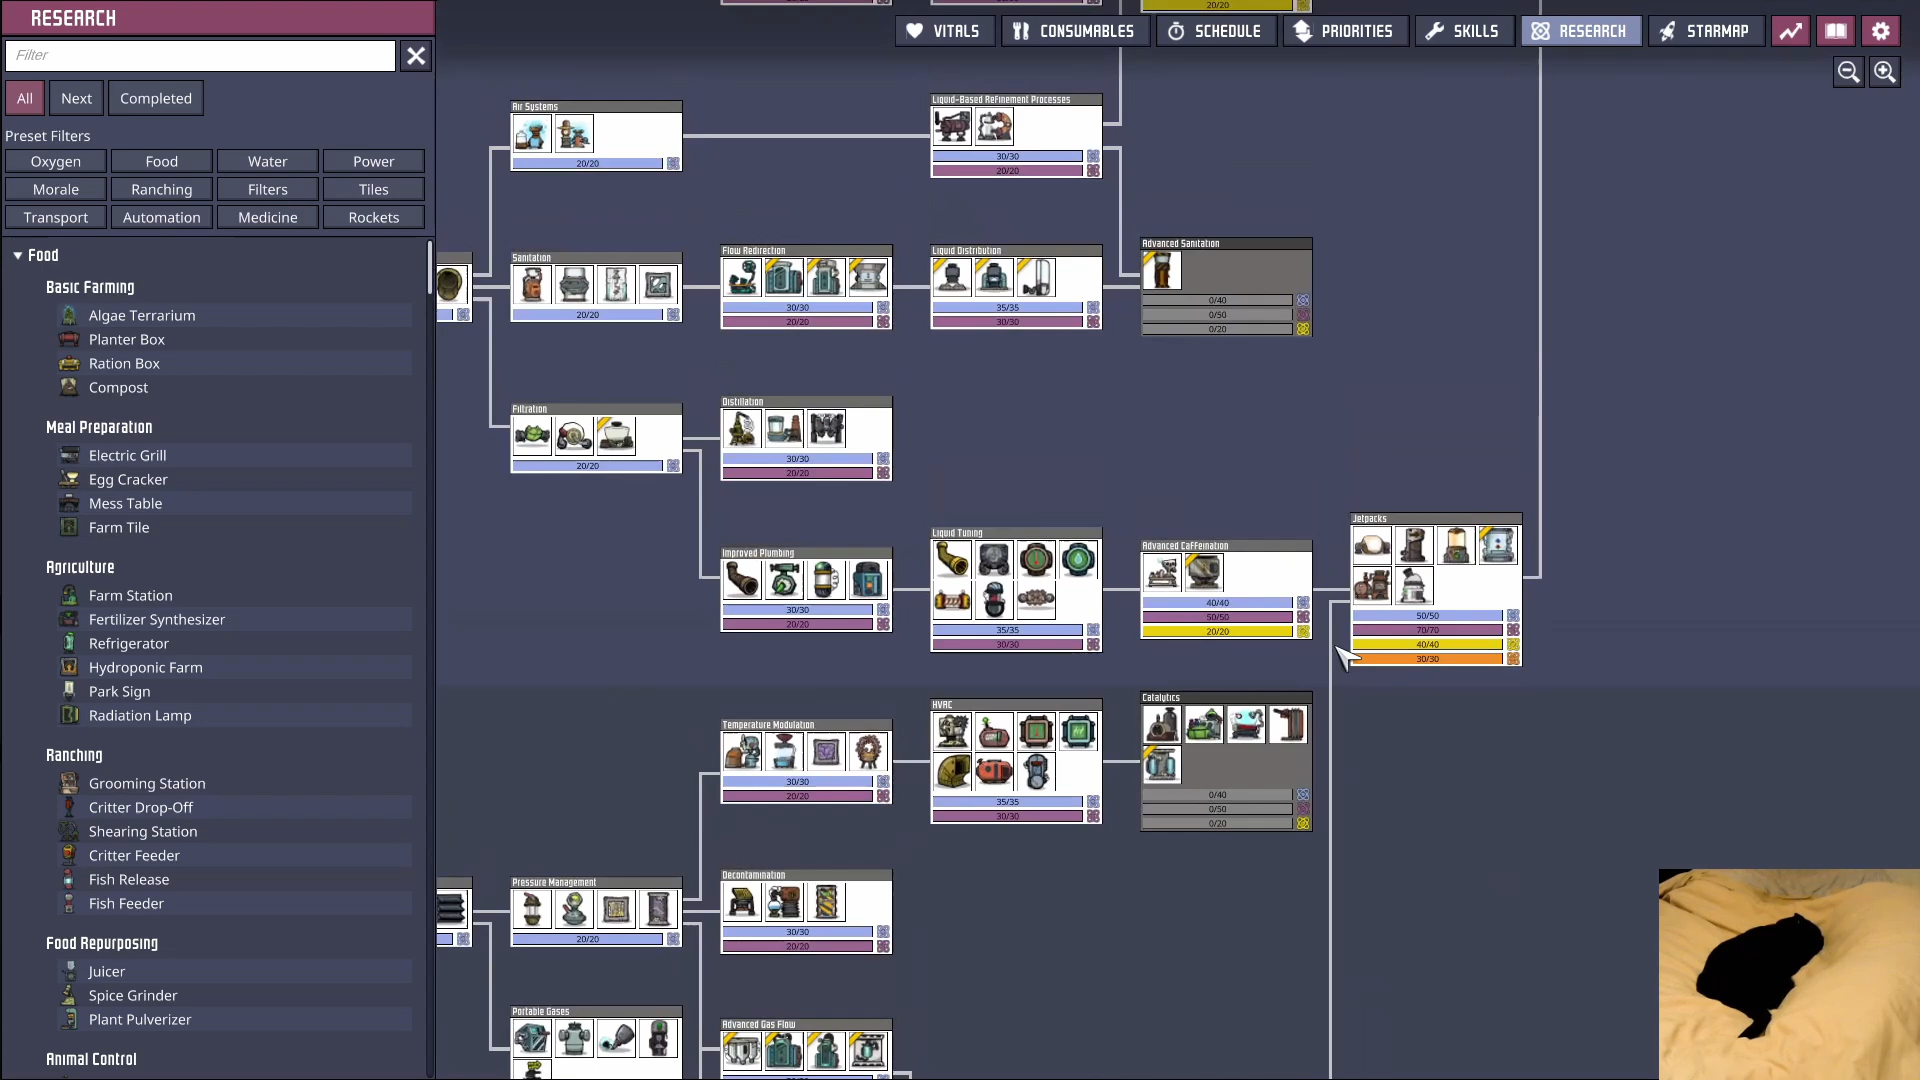 RESEARCH
Filter
All
Next
Completed
Preset Filters
Oxygen
Food
Water
Power
Morale
Ranching
Filters
Tiles
Transport
Automation
Medicine
Rockets
Food
Basic Farming
Algae Terrarium
Planter Box
Ration Box
Compost
Meal Preparation
Electric Grill
Egg Cracker
Mess Table
Farm Tile
Agriculture
Farm Station
Fertilizer Synthesizer
Refrigerator
Hydroponic Farm
Park Sign
Radiation Lamp
Ranching
Grooming Station
Critter Drop-Off
Shearing Station
Critter Feeder
Fish Release
Fish Feeder
Food Repurposing
Juicer
Spice Grinder
Plant Pulverizer
Animal Control
VITALS
CONSUMABLES
SCHEDULE
PRIORITIES
SKILLS
RESEARCH
STARMAP
20/20
Air Systems
20/20
Liquid-Based Refinement Processes
30/30
20/20
Sanitation
20/20
Flow Redirection
30/30
20/20
Liquid Distribution
35/35
30/30
Advanced Sanitation
0/40
0/50
0/20
Filtration
20/20
Distillation
30/30
20/20
Improved Plumbing
30/30
20/20
Liquid Tuning
35/35
30/30
Advanced Caffeination
40/40
50/50
20/20
Jetpacks
50/50
70/70
40/40
30/30
Temperature Modulation
30/30
20/20
HVAC
35/35
30/30
Catalytics
0/40
0/50
0/20
Pressure Management
20/20
Decontamination
30/30
20/20
Portable Gases
Advanced Gas Flow